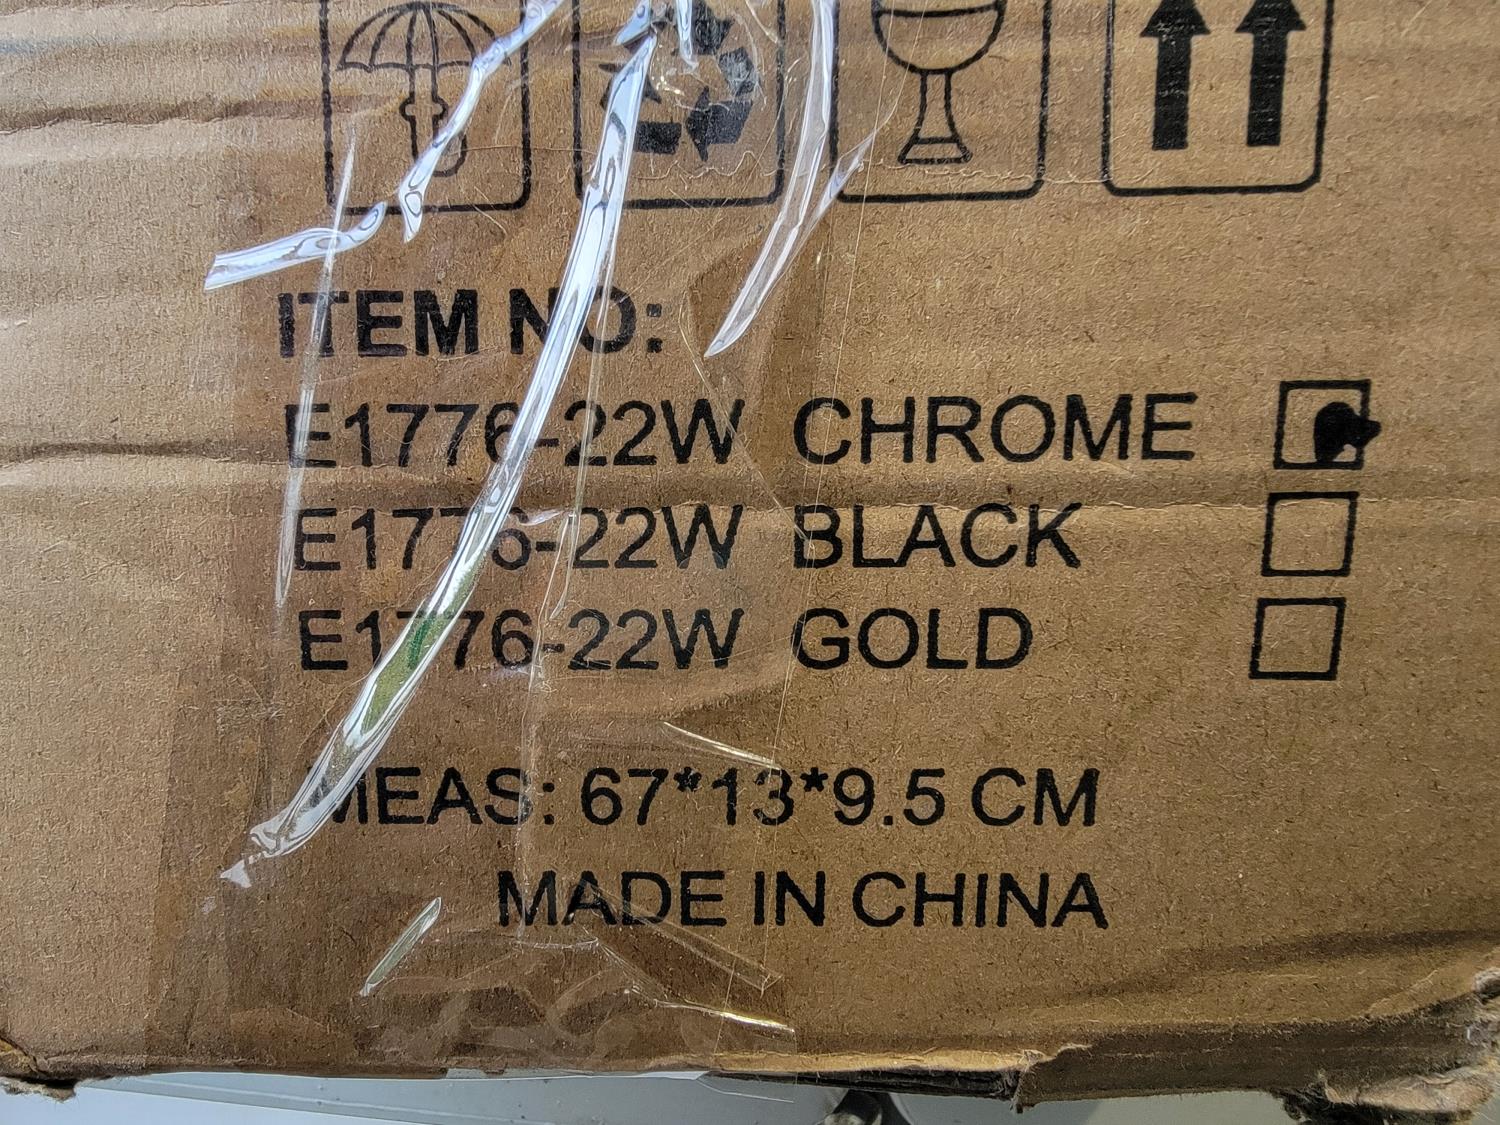 ITEM NO:
E1776-22W CHROME
E1776-22W BLACK
E1776-22W GOLD
MEAS: 67*13*9.5 CM
MADE IN CHINA